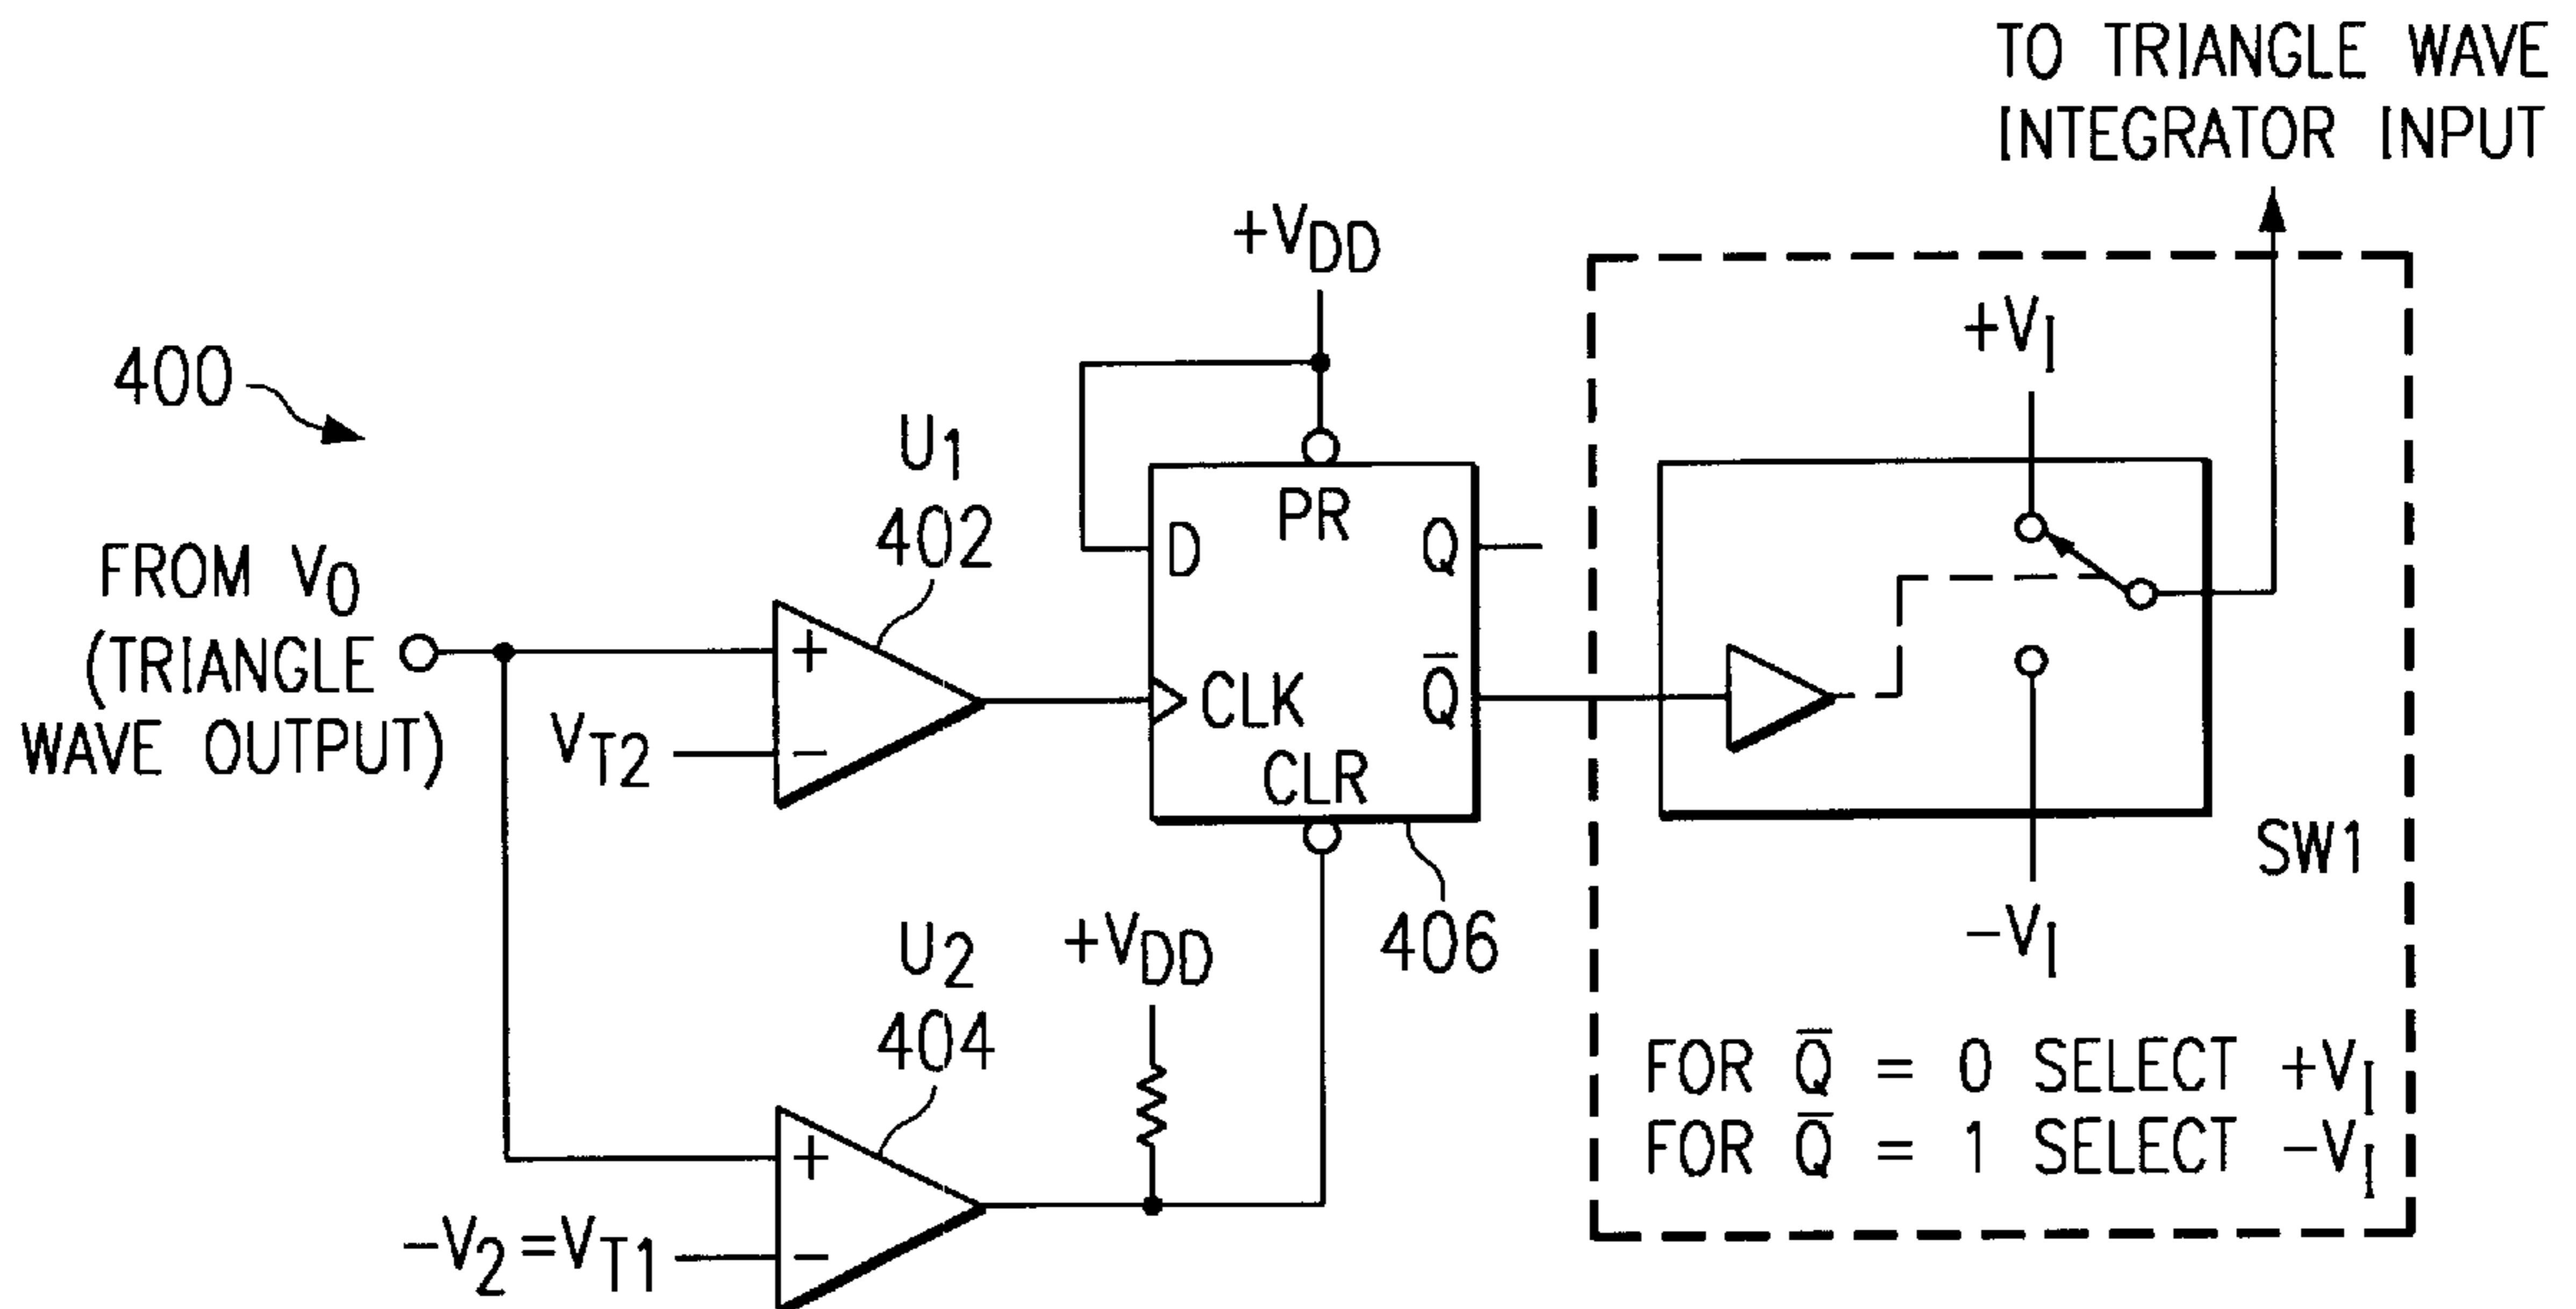 TO TRIANGLE WAVE
INTEGRATOR INPUT
+VDD
+VI
400
U1
402
PR
D
Q
FROM VO
(TRIANGLE
WAVE OUTPUT)
+
VT2
−
CLK
Q̅
CLR
SW1
−VI
U2
404
+VDD
406
FOR Q̅ = 0 SELECT +VI
FOR Q̅ = 1 SELECT −VI
+
−V2=VT1
−